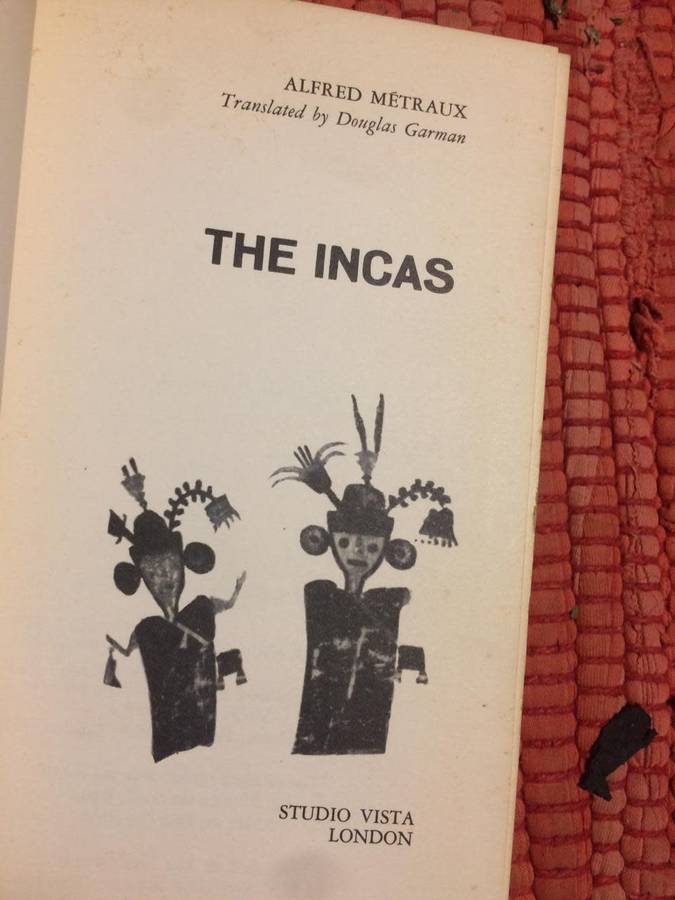 ALFRED MÉTRAUX
Translated by Douglas Garman
THE INCAS
STUDIO VISTA
LONDON